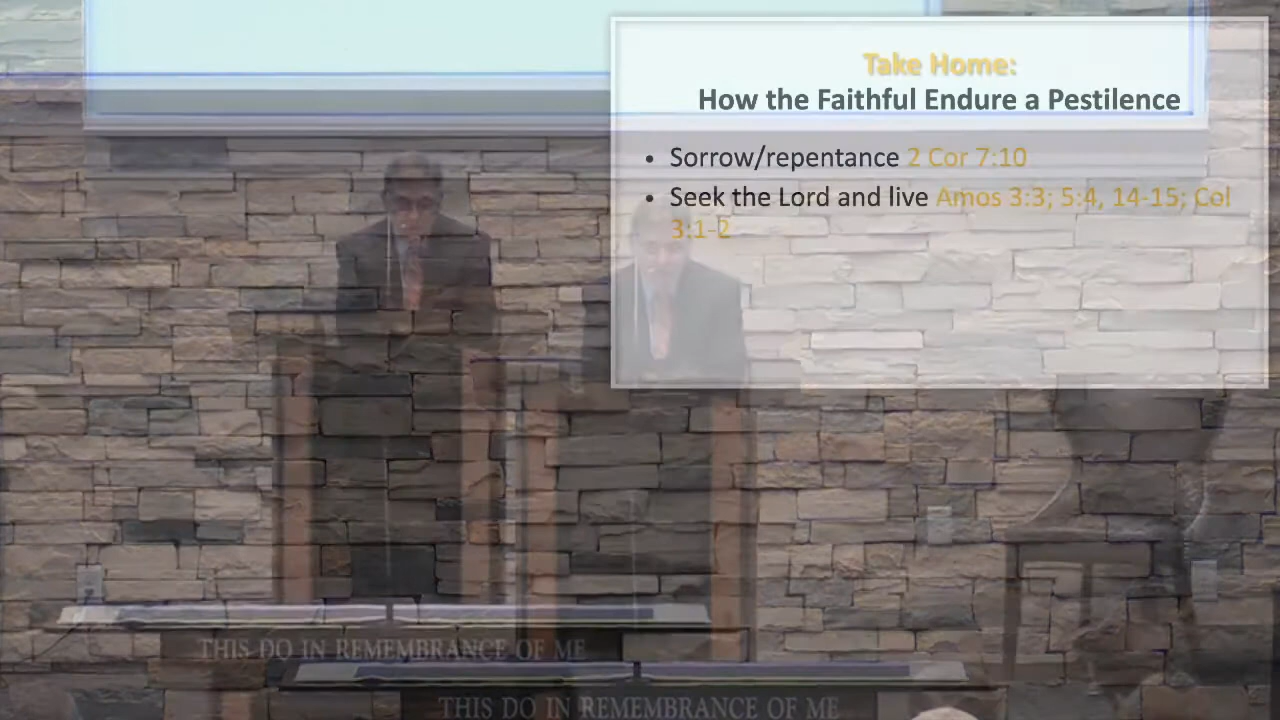 Take Home:
How the Faithful Endure a Pestilence
• Sorrow/repentance 2 Cor 7:10
• Seek the Lord and live Amos 3:3; 5:4, 14-15; Col
3:1-2
THIS DO IN REMEMBRANCE OF ME
THIS DO IN REMEMBRANCE OF ME